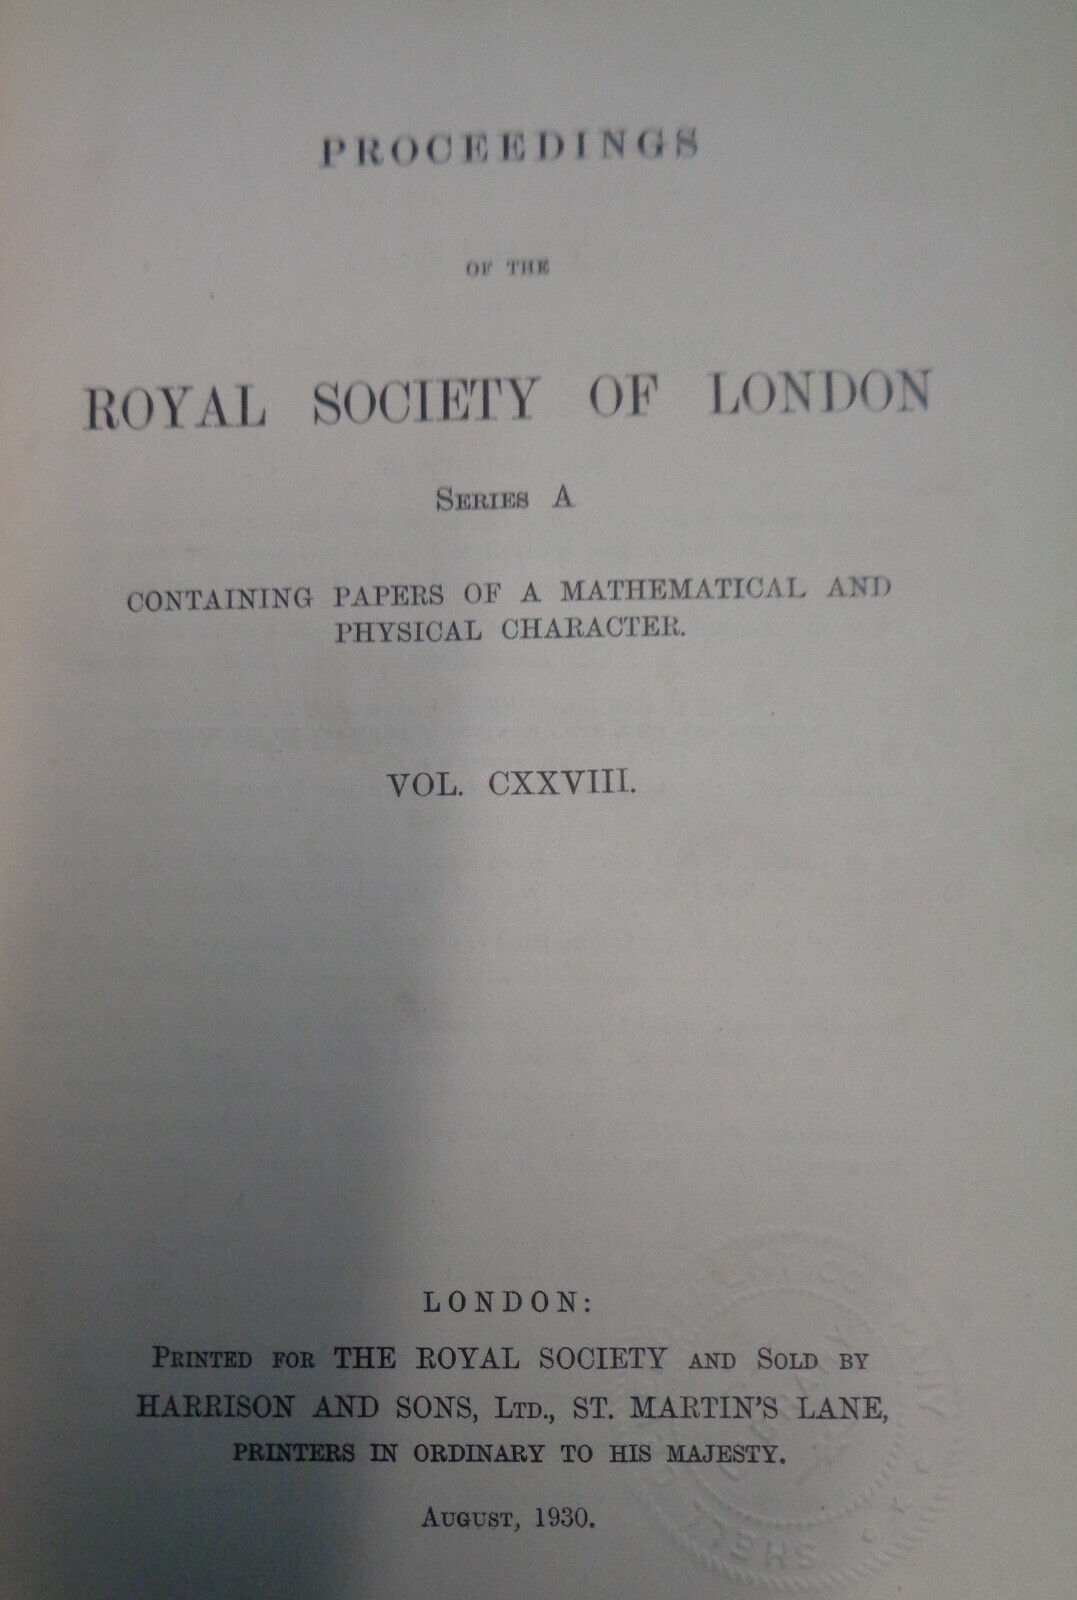 PROCEEDINGS
OF THE
ROYAL SOCIETY OF LONDON
SERIES A
CONTAINING PAPERS OF A MATHEMATICAL AND
PHYSICAL CHARACTER.
VOL. CXXVIII.
LONDON:
PRINTED FOR THE ROYAL SOCIETY AND SOLD BY
HARRISON AND SONS, LTD., ST. MARTIN'S LANE,
PRINTERS IN ORDINARY TO HIS MAJESTY.
AUGUST, 1930.
LIBRARY
SHELL